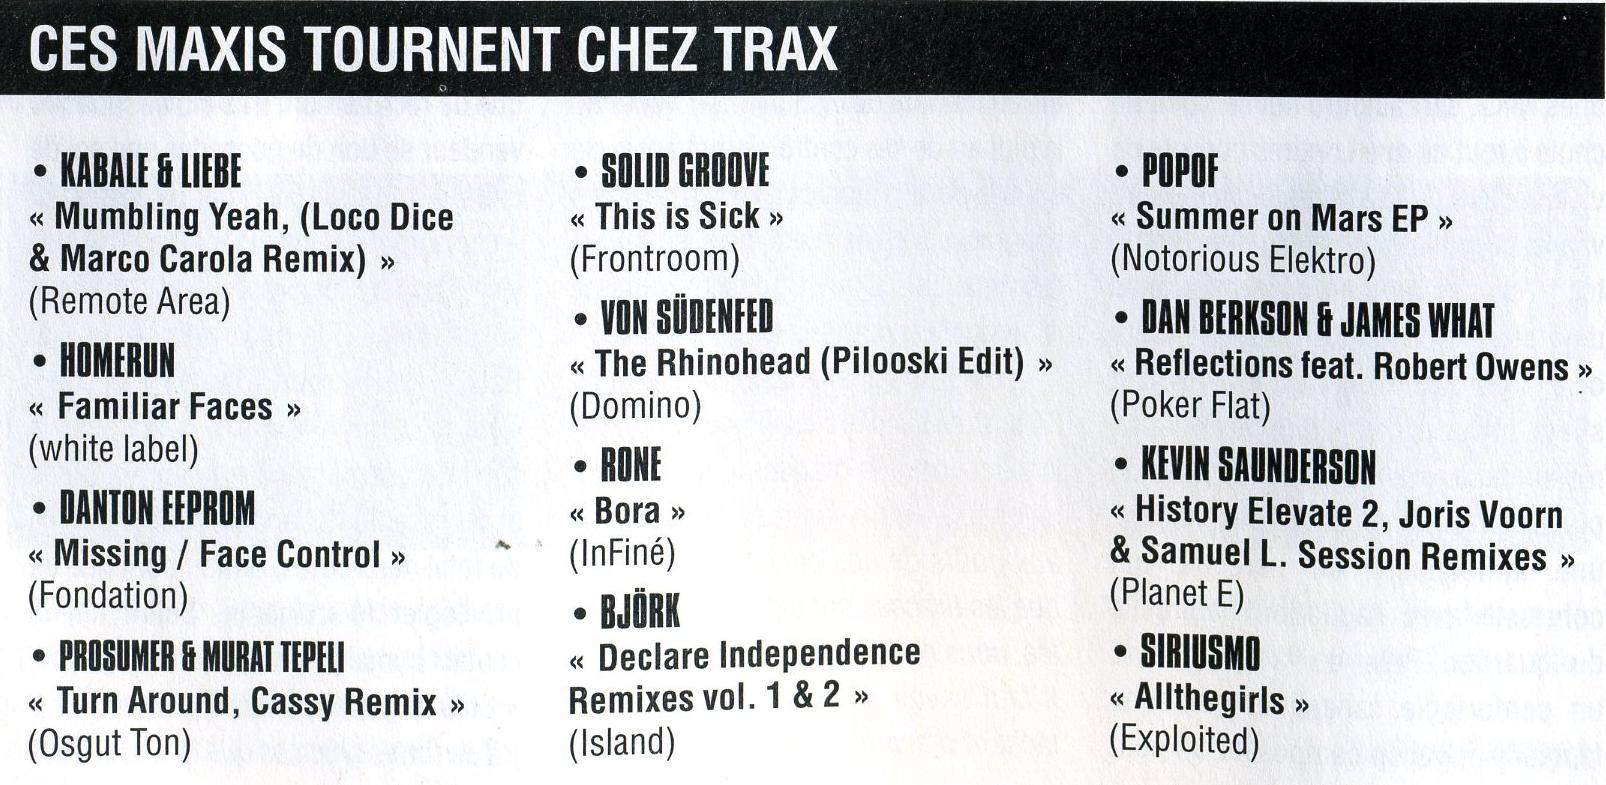 CES MAXIS TOURNENT CHEZ TRAX
• KABALE & LIEBE
« Mumbling Yeah, (Loco Dice
& Marco Carola Remix) »
(Remote Area)
• HOMERUN
« Familiar Faces »
(white label)
• DANTON EEPROM
« Missing / Face Control »
(Fondation)
• PROSUMER & MURAT TEPELI
« Turn Around, Cassy Remix »
(Osgut Ton)
• SOLID GROOVE
« This is Sick »
(Frontroom)
• VON SÜDENFED
« The Rhinohead (Pilooski Edit) »
(Domino)
• RONE
« Bora »
(InFiné)
• BJÖRK
« Declare Independence
Remixes vol. 1 & 2 »
(Island)
• POPOF
« Summer on Mars EP »
(Notorious Elektro)
• DAN BERKSON & JAMES WHAT
« Reflections feat. Robert Owens »
(Poker Flat)
• KEVIN SAUNDERSON
« History Elevate 2, Joris Voorn
& Samuel L. Session Remixes »
(Planet E)
• SIRIUSMO
« Allthegirls »
(Exploited)